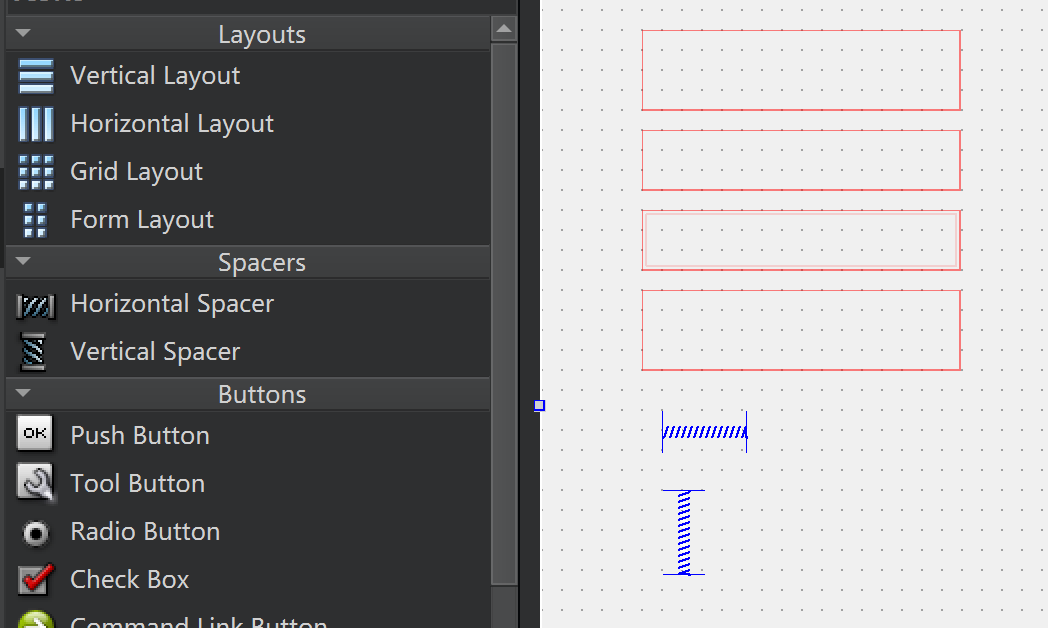 Layouts
Vertical Layout
Horizontal Layout
Grid Layout
Form Layout
Spacers
Horizontal Spacer
Vertical Spacer
Buttons
OK
Push Button
Tool Button
Radio Button
Check Box
Command Link Button